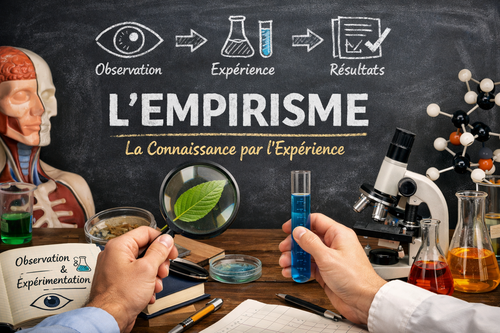 Observation Expérience Résultats
L'EMPIRISME
La Connaissance par l'Expérience
Observation
&
Expérimentation